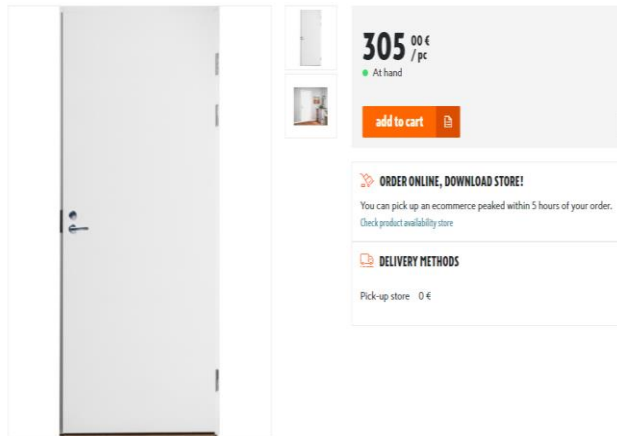 305 00 €
/ pc
At hand
add to cart
ORDER ONLINE, DOWNLOAD STORE!
You can pick up an ecommerce peaked within 5 hours of your order.
Check product availability store
DELIVERY METHODS
Pick-up store 0 €